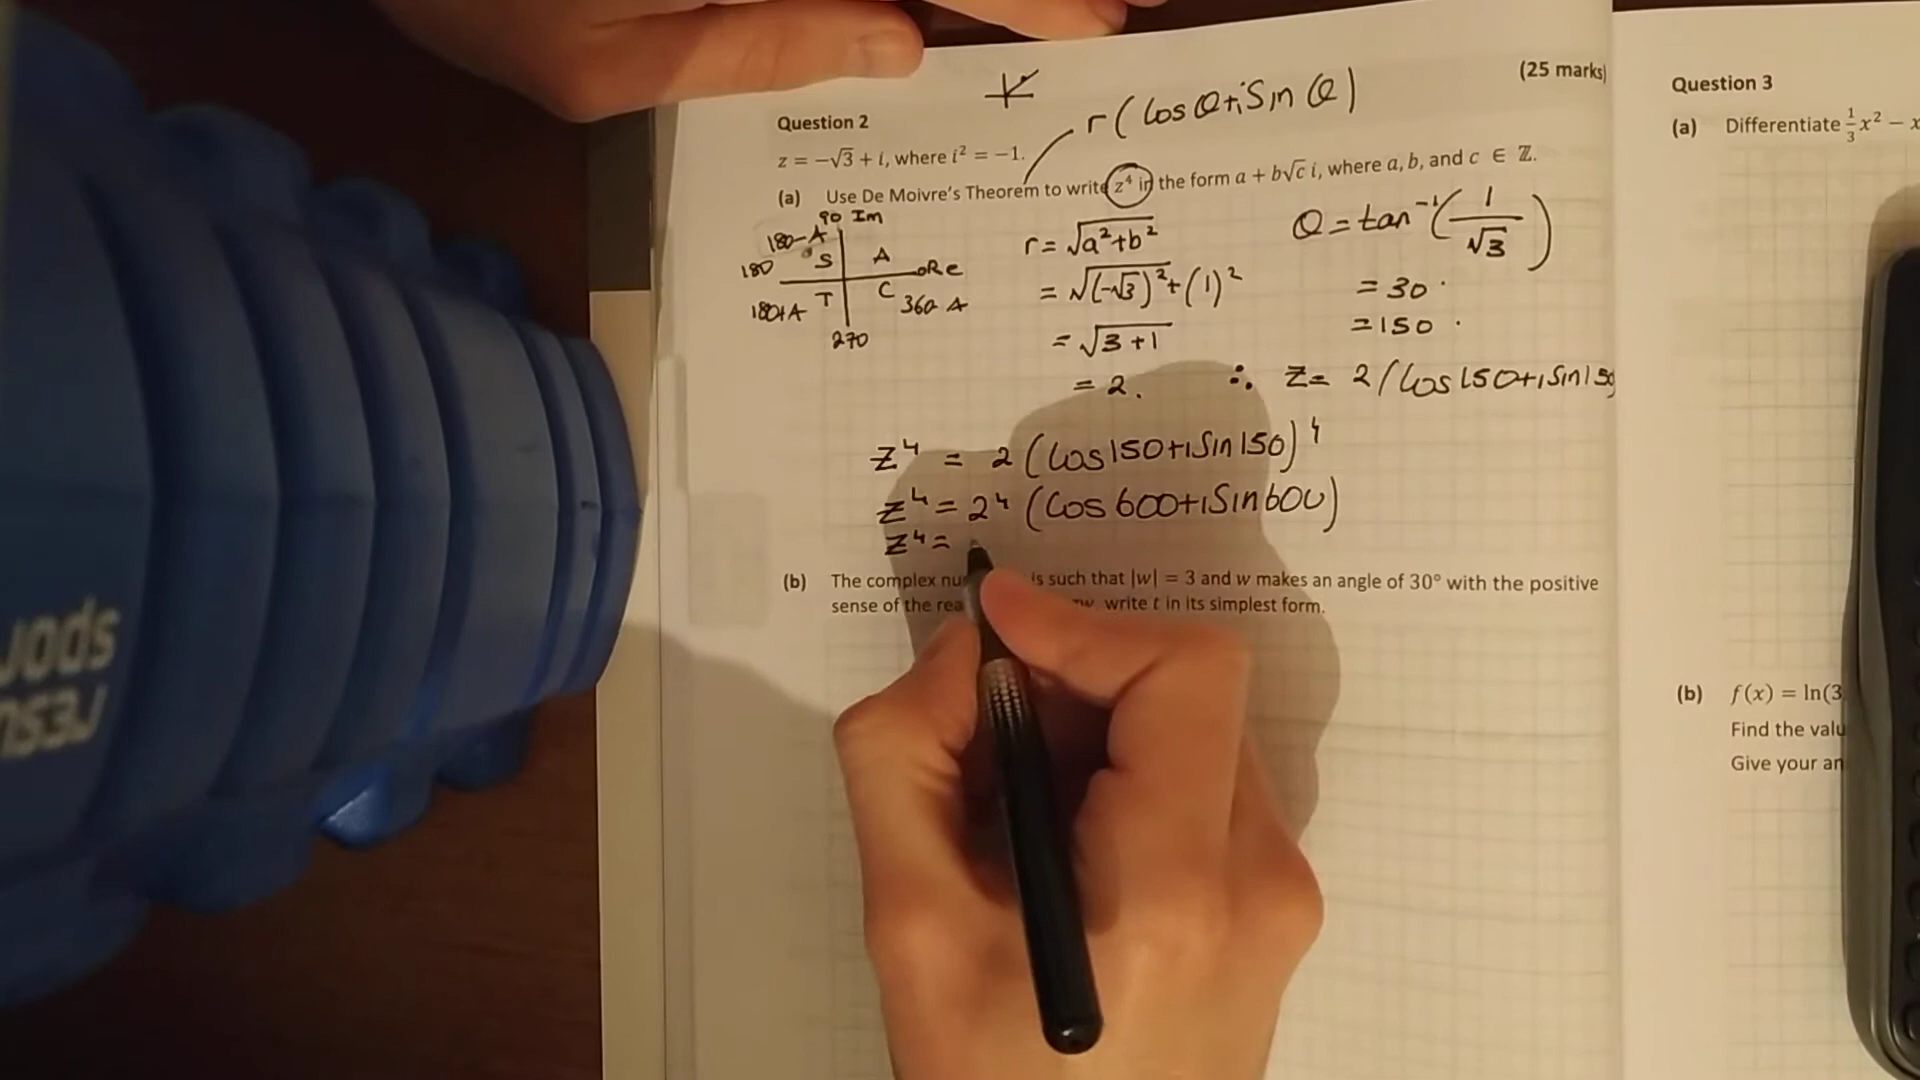 (25 marks)
r ( Cos θ+i Sin θ )
Question 2
z = −√3 + i, where i² = −1.
(a) Use De Moivre's Theorem to write z⁴ in the form a + b√c i, where a, b, and c ∈ ℤ.
90 Im
180-A
S A
180
0 Re
T C
180+A
360-A
270
r = √a²+b²
= √(-√3)²+(1)²
= √3+1
= 2.
θ = tan⁻¹(1/√3)
= 30
= 150
∴ z = 2 (Cos 150+i Sin 150
z⁴ = 2 (Cos 150+i Sin 150)⁴
z⁴ = 2⁴ (Cos 600+i Sin 600)
z⁴ =
(b) The complex is such that |w| = 3 and w makes an angle of 30° with the positive
sense of the write t in its simplest form.
Question 3
(a) Differentiate 1/3 x² − x
(b) f(x) = ln(3
Find the valu
Give your an